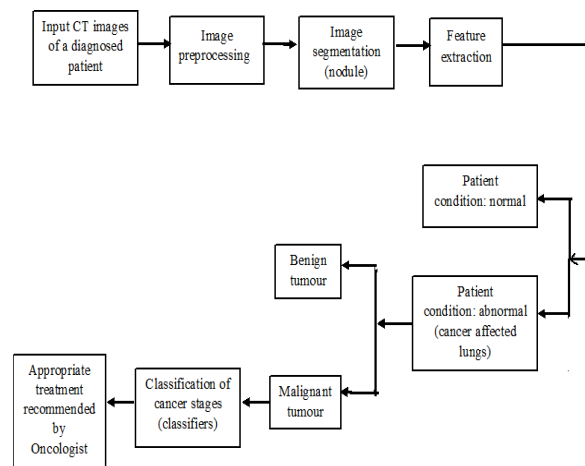 Input CT images
of a diagnosed
patient
Image
preprocessing
Image
segmentation
(nodule)
Feature
extraction
Patient
condition: normal
Patient
condition: abnormal
(cancer affected
lungs)
Benign
tumour
Malignant
tumour
Classification of
cancer stages
(classifiers)
Appropriate
treatment
recommended
by
Oncologist